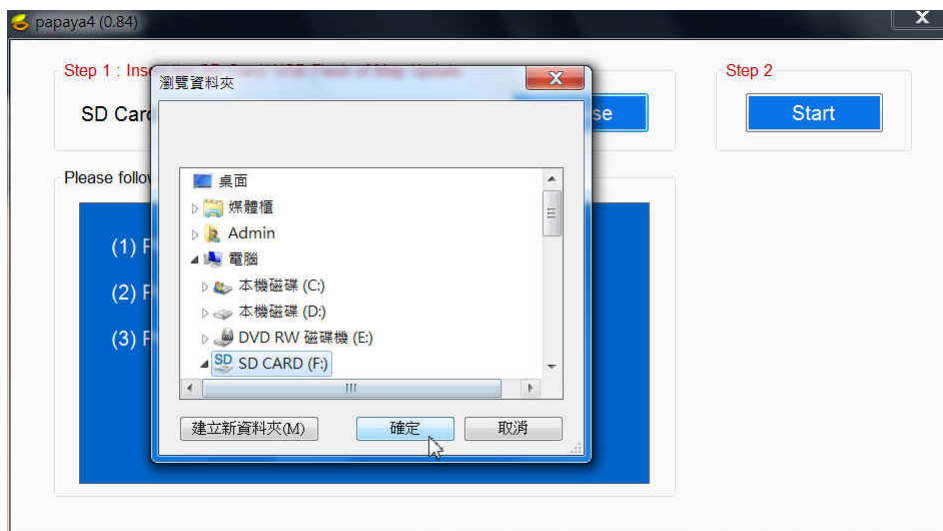 papaya4 (0.84)
Step 1 : Ins
Step 2
瀏覽資料夾
SD Card
se
Start
Please follow
桌面
媒體櫃
Admin
電腦
本機磁碟 (C:)
本機磁碟 (D:)
DVD RW 磁碟機 (E:)
SD CARD (F:)
(1) F
(2) F
(3) F
建立新資料夾(M)
確定
取消